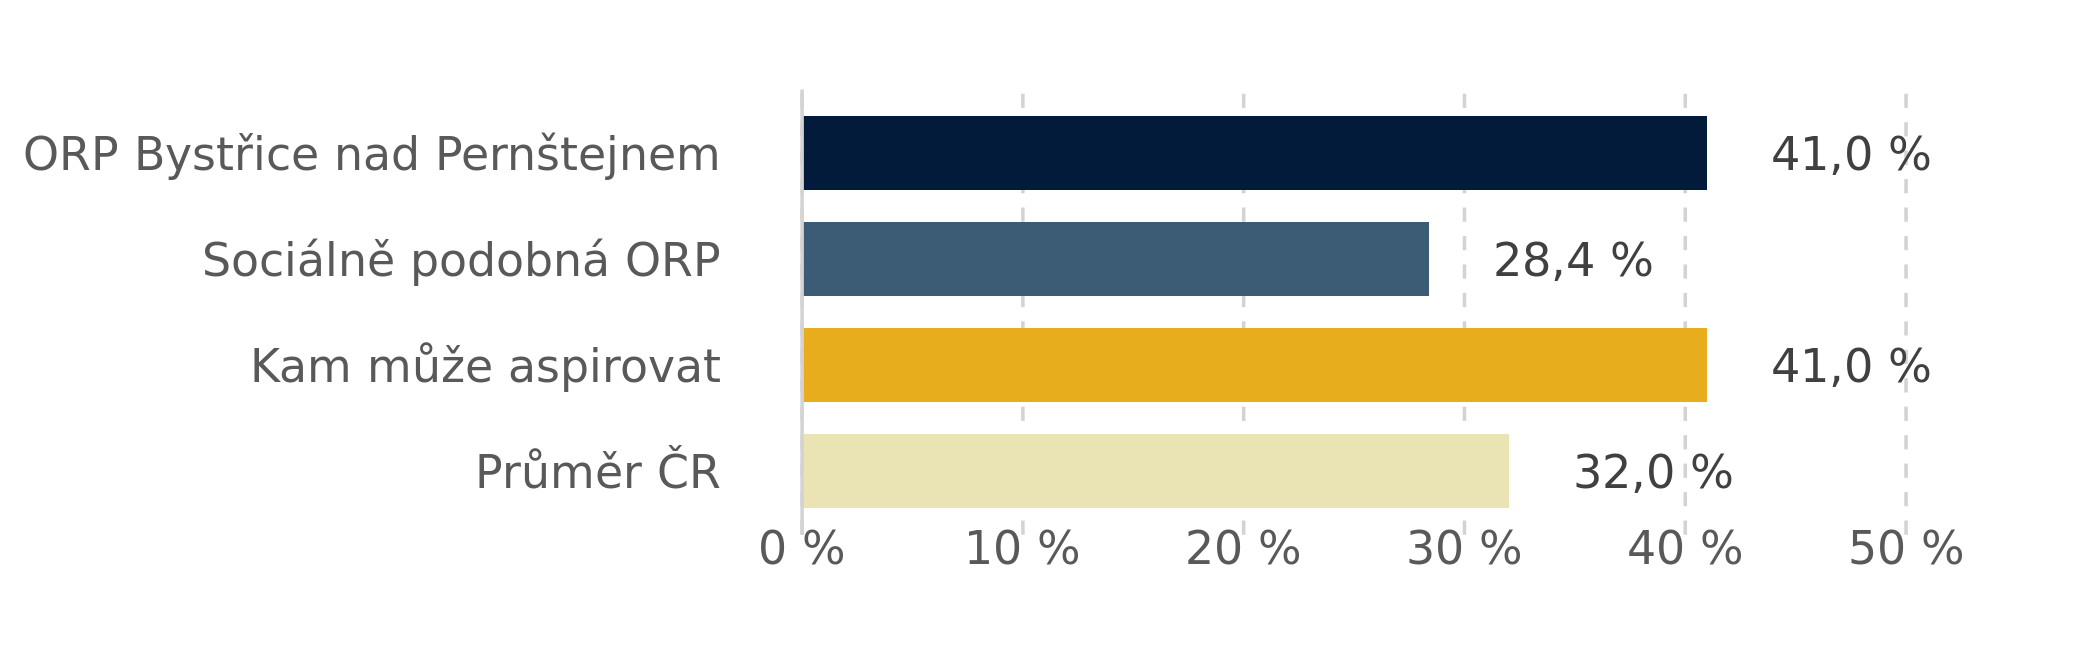 ORP Bystřice nad Pernštejnem 41,0 %
Sociálně podobná ORP 28,4 %
Kam může aspirovat 41,0 %
Průměr ČR 32,0 %
0 % 10 % 20 % 30 % 40 % 50 %